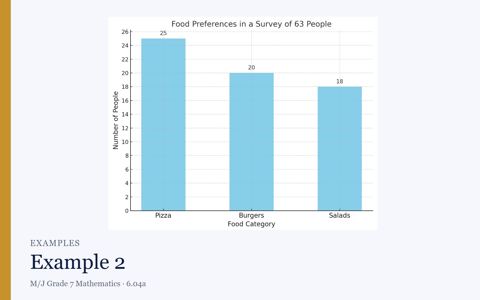 Food Preferences in a Survey of 63 People
25
20
18
26
24
22
20
18
16
14
12
10
8
6
4
2
0
Number of People
Pizza
Burgers
Salads
Food Category
EXAMPLES
Example 2
M/J Grade 7 Mathematics · 6.04a